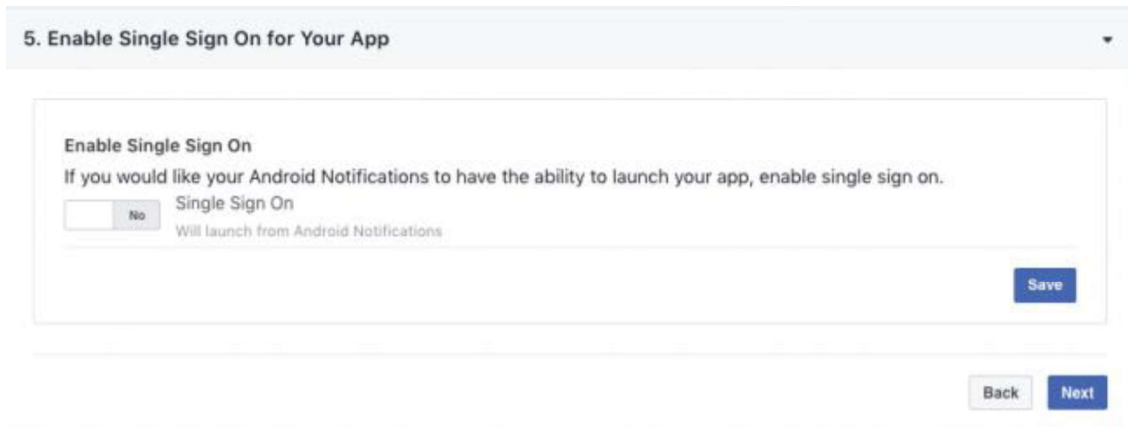 5. Enable Single Sign On for Your App
Enable Single Sign On
If you would like your Android Notifications to have the ability to launch your app, enable single sign on.
No
Single Sign On
Will launch from Android Notifications
Save
Back Next